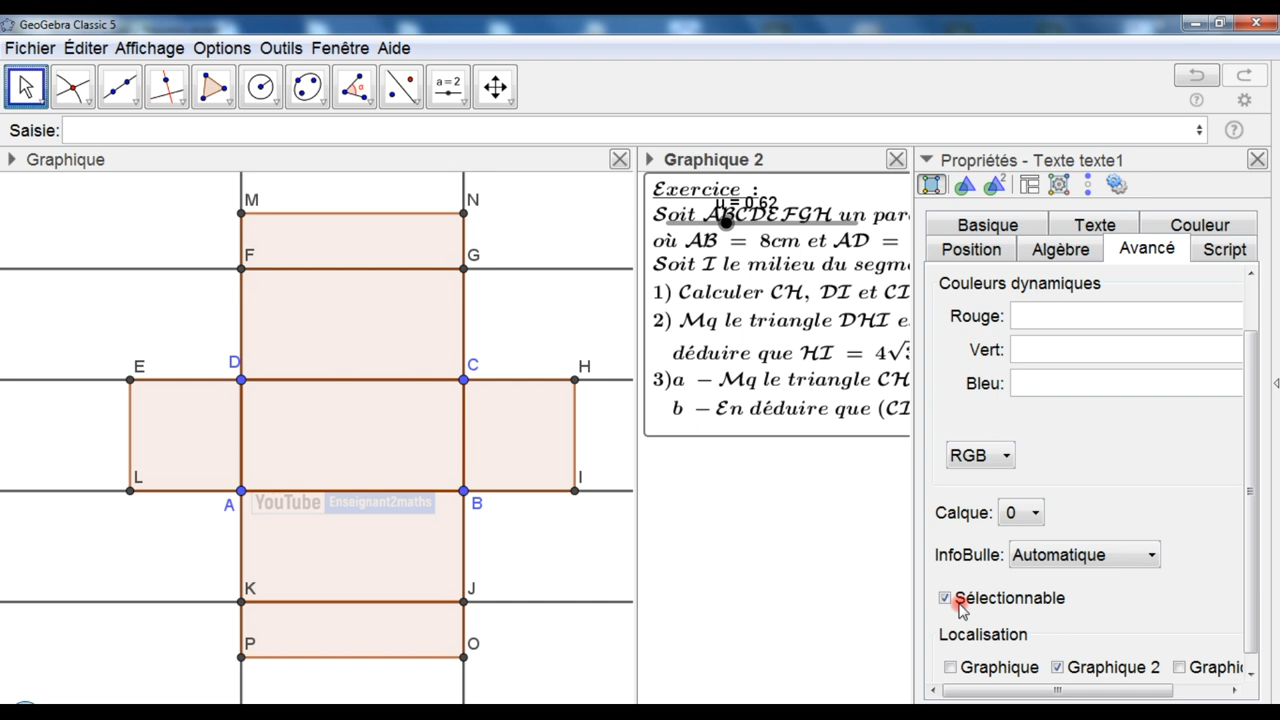 GeoGebra Classic 5
Fichier Éditer Affichage Options Outils Fenêtre Aide
a=2
Saisie:
Graphique
Graphique 2
Propriétés - Texte texte1
Basique Texte Couleur
Position Algèbre Avancé Script
Couleurs dynamiques
Rouge:
Vert:
Bleu:
RGB
Calque: 0
InfoBulle: Automatique
Sélectionnable
Localisation
Graphique Graphique 2
Exercice :
μ = 0.62
Soit ABCDEFGH un par
où AB = 8cm et AD =
Soit I le milieu du segm
1) Calculer CH, DI et CI
2) Mq le triangle DHI e
déduire que HI = 4√
3)a - Mq le triangle CH
b - En déduire que (CI
M N
F G
E D C H
L A B I
YouTube Enseignant2maths
K J
P O